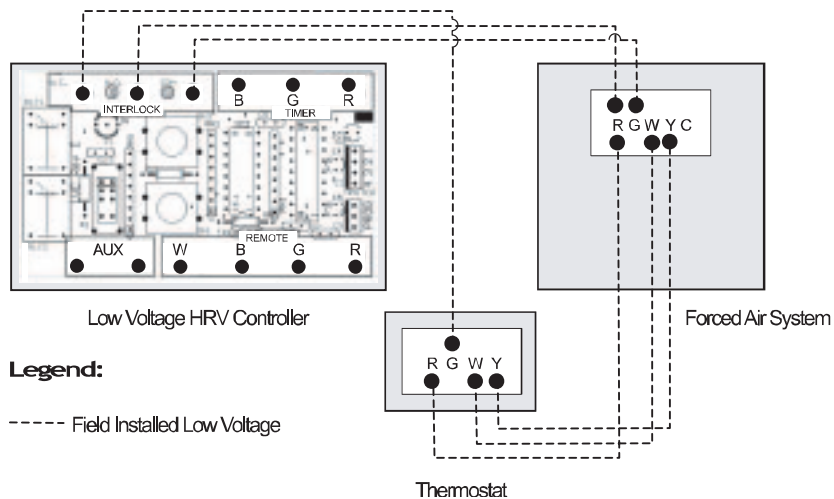 INTERLOCK
B G R
TIMER
R G W Y C
REMOTE
AUX W B G R
Low Voltage HRV Controller
Forced Air System
R G W Y
Legend:
Field Installed Low Voltage
Thermostat